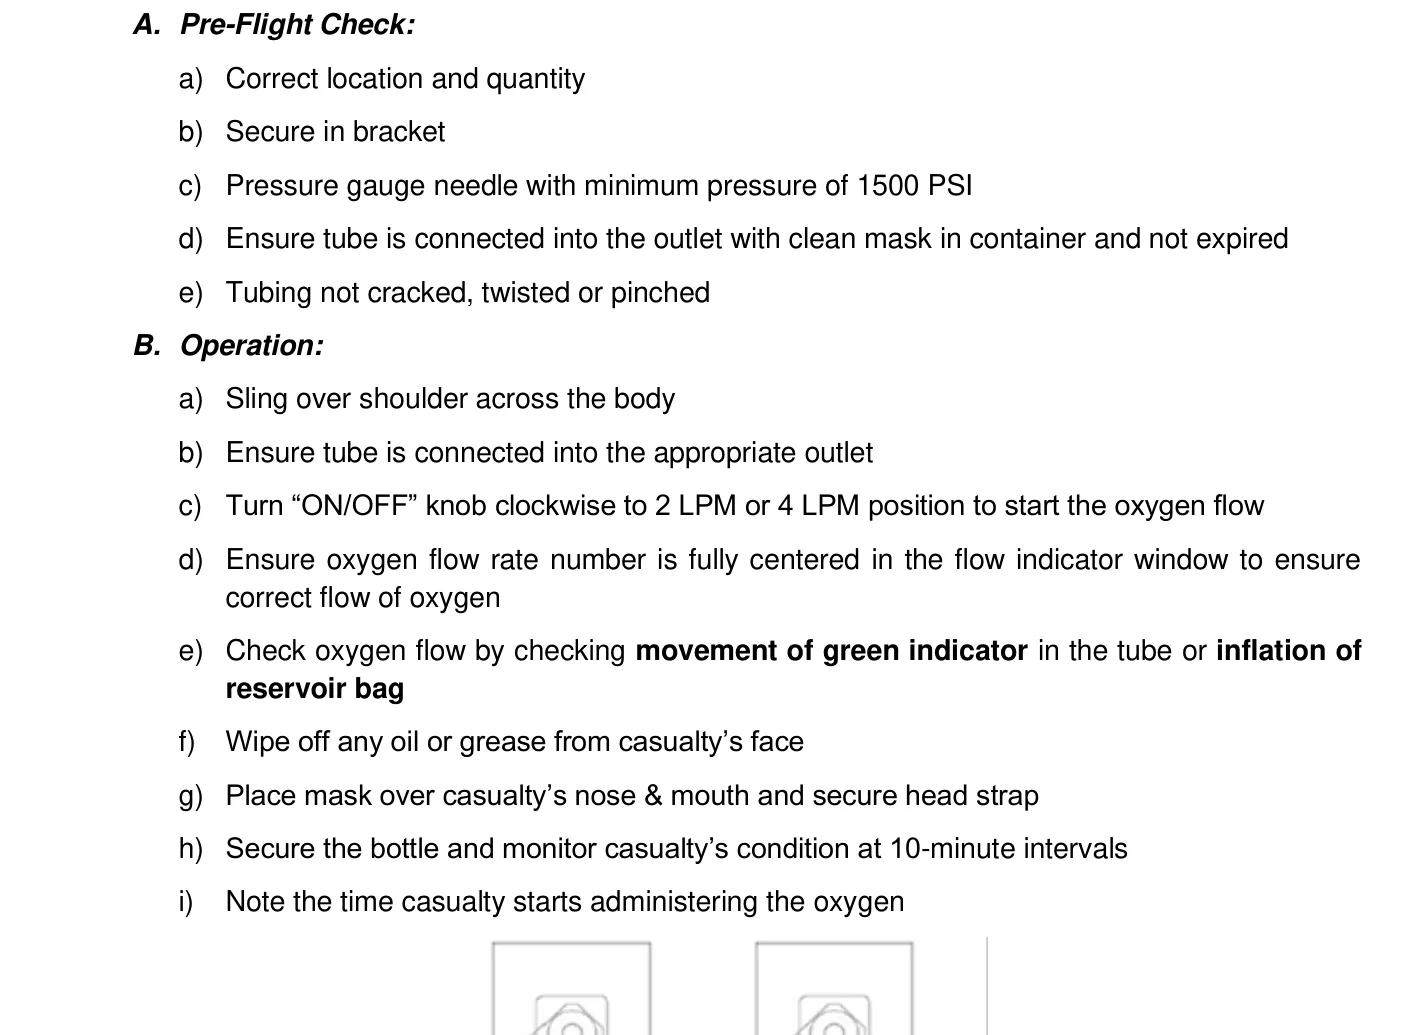 A. Pre-Flight Check:
a) Correct location and quantity
b) Secure in bracket
c) Pressure gauge needle with minimum pressure of 1500 PSI
d) Ensure tube is connected into the outlet with clean mask in container and not expired
e) Tubing not cracked, twisted or pinched
B. Operation:
a) Sling over shoulder across the body
b) Ensure tube is connected into the appropriate outlet
c) Turn “ON/OFF” knob clockwise to 2 LPM or 4 LPM position to start the oxygen flow
d) Ensure oxygen flow rate number is fully centered in the flow indicator window to ensure
correct flow of oxygen
e) Check oxygen flow by checking movement of green indicator in the tube or inflation of
reservoir bag
f) Wipe off any oil or grease from casualty’s face
g) Place mask over casualty’s nose & mouth and secure head strap
h) Secure the bottle and monitor casualty’s condition at 10-minute intervals
i) Note the time casualty starts administering the oxygen